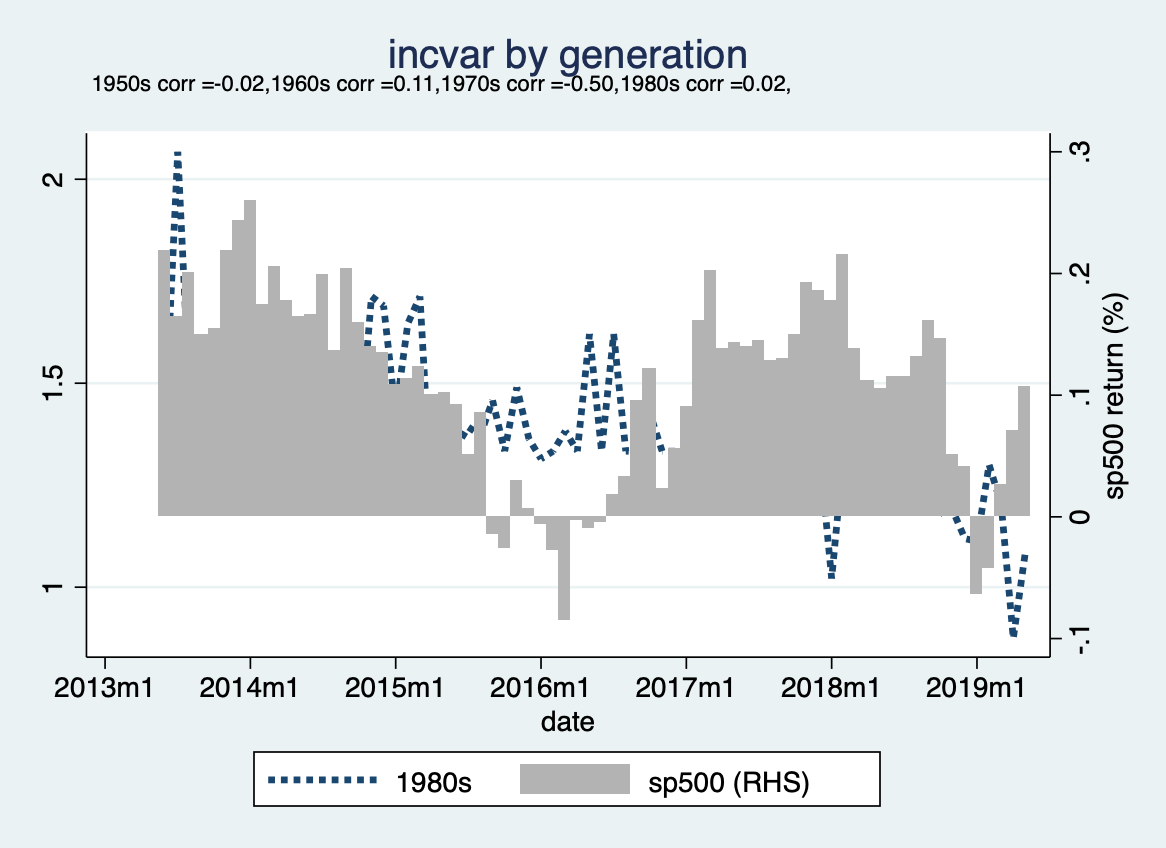 incvar by generation
1950s corr =-0.02,1960s corr =0.11,1970s corr =-0.50,1980s corr =0.02,
2
1.5
1
.3
.2
.1
0
-.1
sp500 return (%)
2013m1 2014m1 2015m1 2016m1 2017m1 2018m1 2019m1
date
1980s sp500 (RHS)